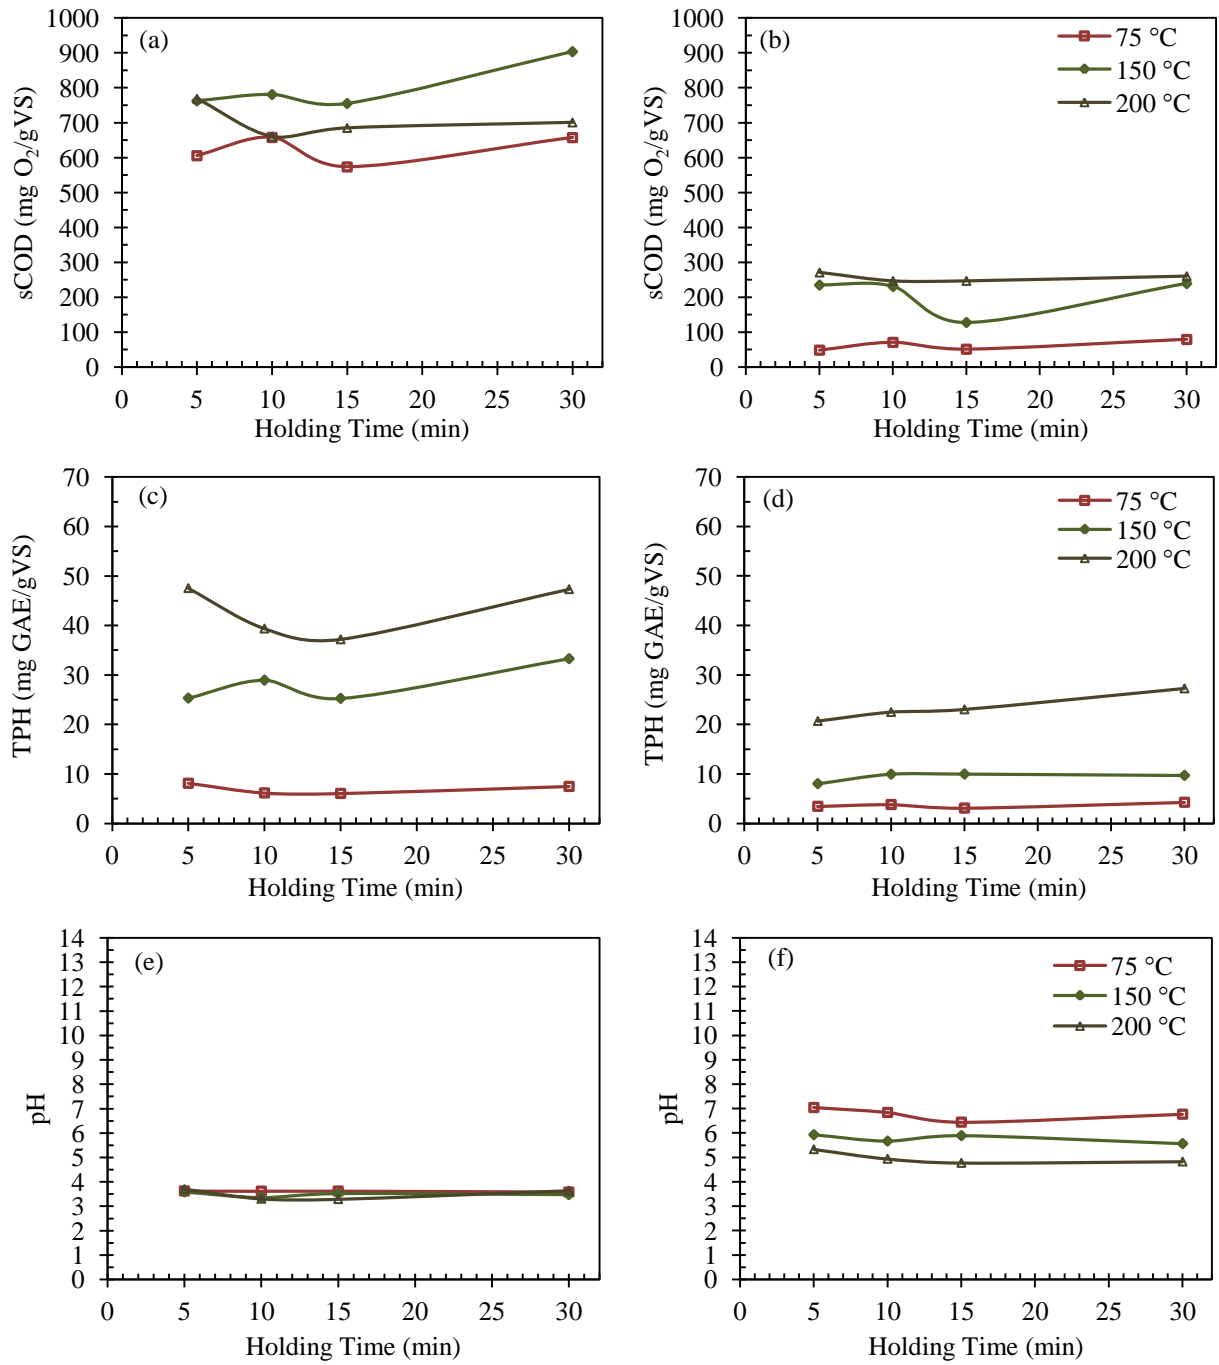 (a)
sCOD (mg O₂/gVS)
1000
900
800
700
600
500
400
300
200
100
0
0 5 10 15 20 25 30
Holding Time (min)
(b)
75 °C
150 °C
200 °C
sCOD (mg O₂/gVS)
1000
900
800
700
600
500
400
300
200
100
0
0 5 10 15 20 25 30
Holding Time (min)
(c)
TPH (mg GAE/gVS)
70
60
50
40
30
20
10
0
0 5 10 15 20 25 30
Holding Time (min)
(d)
75 °C
150 °C
200 °C
TPH (mg GAE/gVS)
70
60
50
40
30
20
10
0
0 5 10 15 20 25 30
Holding Time (min)
(e)
pH
14
13
12
11
10
9
8
7
6
5
4
3
2
1
0
0 5 10 15 20 25 30
Holding Time (min)
(f)
75 °C
150 °C
200 °C
pH
14
13
12
11
10
9
8
7
6
5
4
3
2
1
0
0 5 10 15 20 25 30
Holding Time (min)